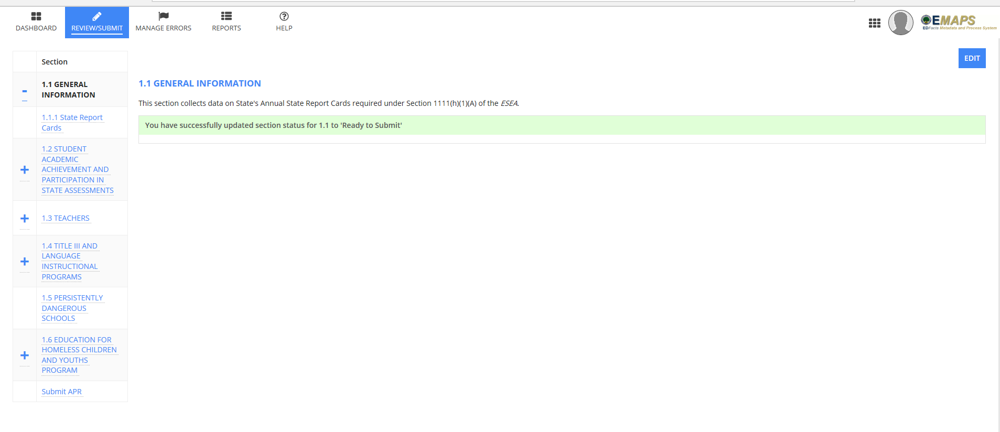 DASHBOARD
REVIEW/SUBMIT
MANAGE ERRORS
REPORTS
HELP
EMAPS
EDFacts Metadata and Process System
Section
1.1 GENERAL
INFORMATION
1.1.1 State Report
Cards
1.2 STUDENT
ACADEMIC
ACHIEVEMENT AND
PARTICIPATION IN
STATE ASSESSMENTS
1.3 TEACHERS
1.4 TITLE III AND
LANGUAGE
INSTRUCTIONAL
PROGRAMS
1.5 PERSISTENTLY
DANGEROUS
SCHOOLS
1.6 EDUCATION FOR
HOMELESS CHILDREN
AND YOUTHS
PROGRAM
Submit APR
EDIT
1.1 GENERAL INFORMATION
This section collects data on State's Annual State Report Cards required under Section 1111(h)(1)(A) of the ESEA.
You have successfully updated section status for 1.1 to 'Ready to Submit'